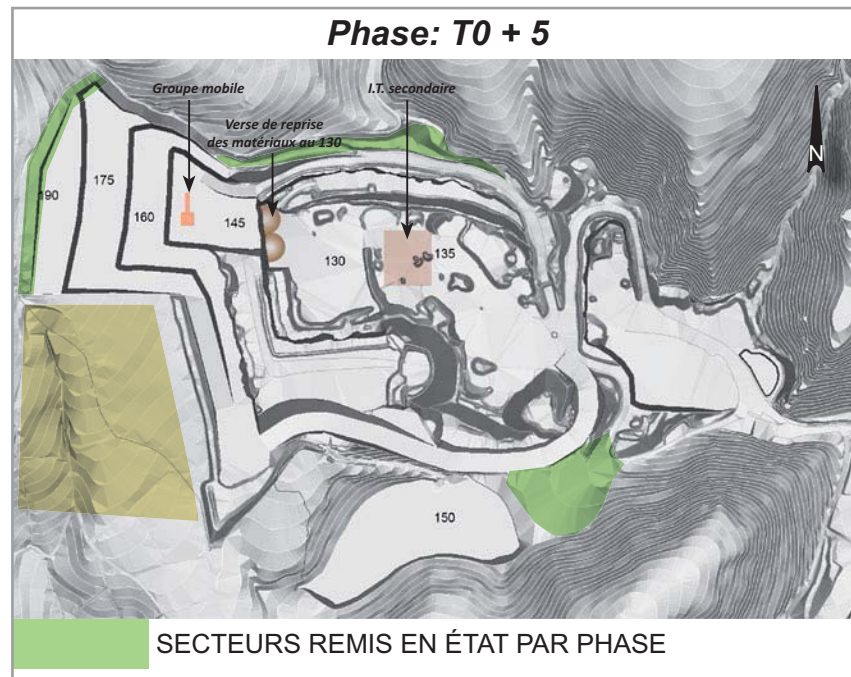 Phase: T0 + 5
Groupe mobile
I.T. secondaire
Verse de reprise
des matériaux au 130
N
190
175
160
145
130
135
150
SECTEURS REMIS EN ÉTAT PAR PHASE